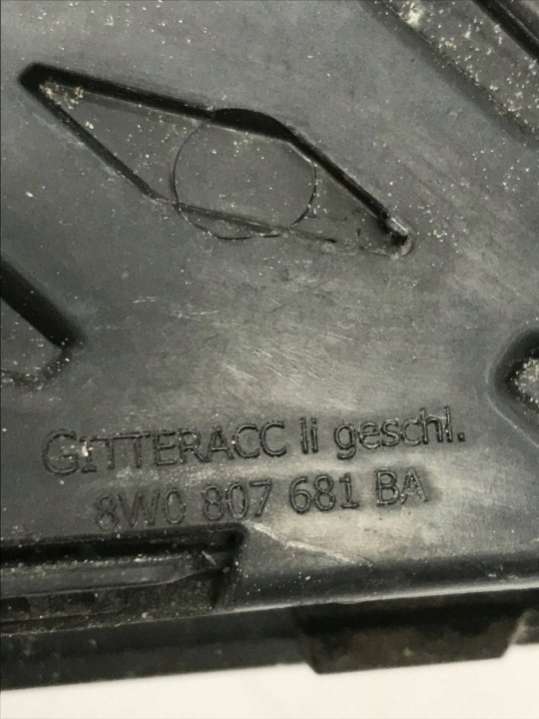 GITTERACC li geschl.
8W0 807 681 BA